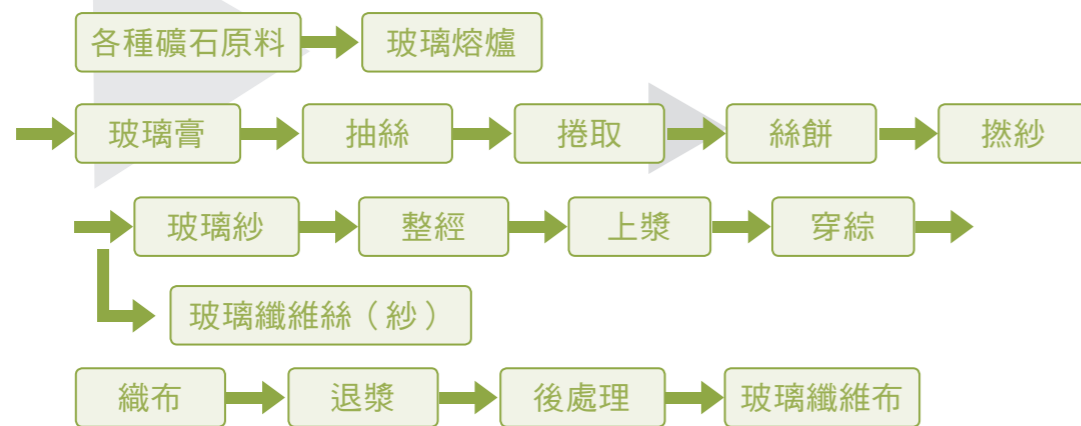 各種礦石原料 玻璃熔爐
玻璃膏 抽絲 捲取 絲餅 撚紗
玻璃紗 整經 上漿 穿綜
玻璃纖維絲（紗）
織布 退漿 後處理 玻璃纖維布